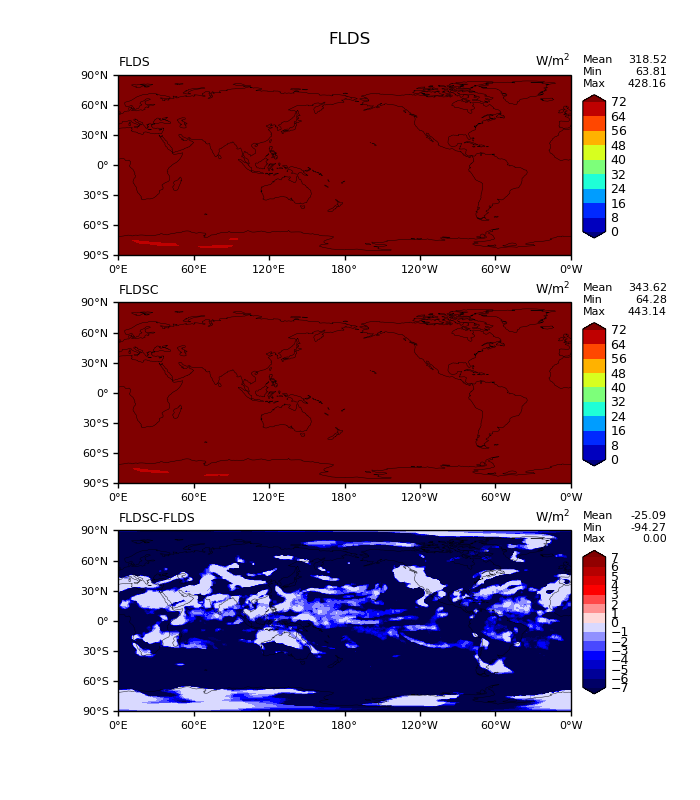 FLDS
FLDS W/m² Mean 318.52
Min 63.81
Max 428.16
90°N
60°N
30°N
0°
30°S
60°S
90°S
0°E 60°E 120°E 180° 120°W 60°W 0°W
72
64
56
48
40
32
24
16
8
0
FLDSC W/m² Mean 343.62
Min 64.28
Max 443.14
90°N
60°N
30°N
0°
30°S
60°S
90°S
0°E 60°E 120°E 180° 120°W 60°W 0°W
72
64
56
48
40
32
24
16
8
0
FLDSC-FLDS W/m² Mean -25.09
Min -94.27
Max 0.00
90°N
60°N
30°N
0°
30°S
60°S
90°S
0°E 60°E 120°E 180° 120°W 60°W 0°W
7
6
5
4
3
2
1
0
−1
−2
−3
−4
−5
−6
−7